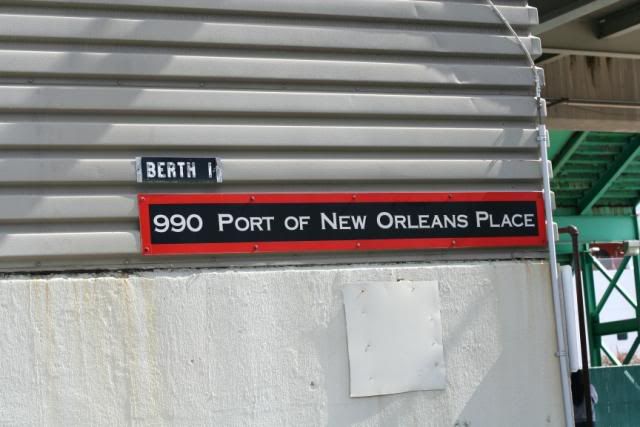 BERTH 1
990 PORT OF NEW ORLEANS PLACE